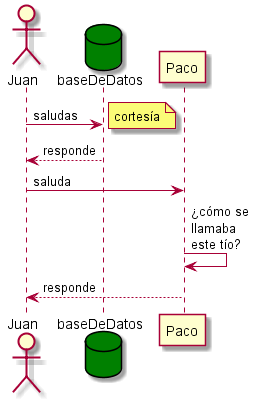 Juan
baseDeDatos
Paco
saludas
cortesía
responde
saluda
¿cómo se
llamaba
este tío?
responde
Juan
baseDeDatos
Paco